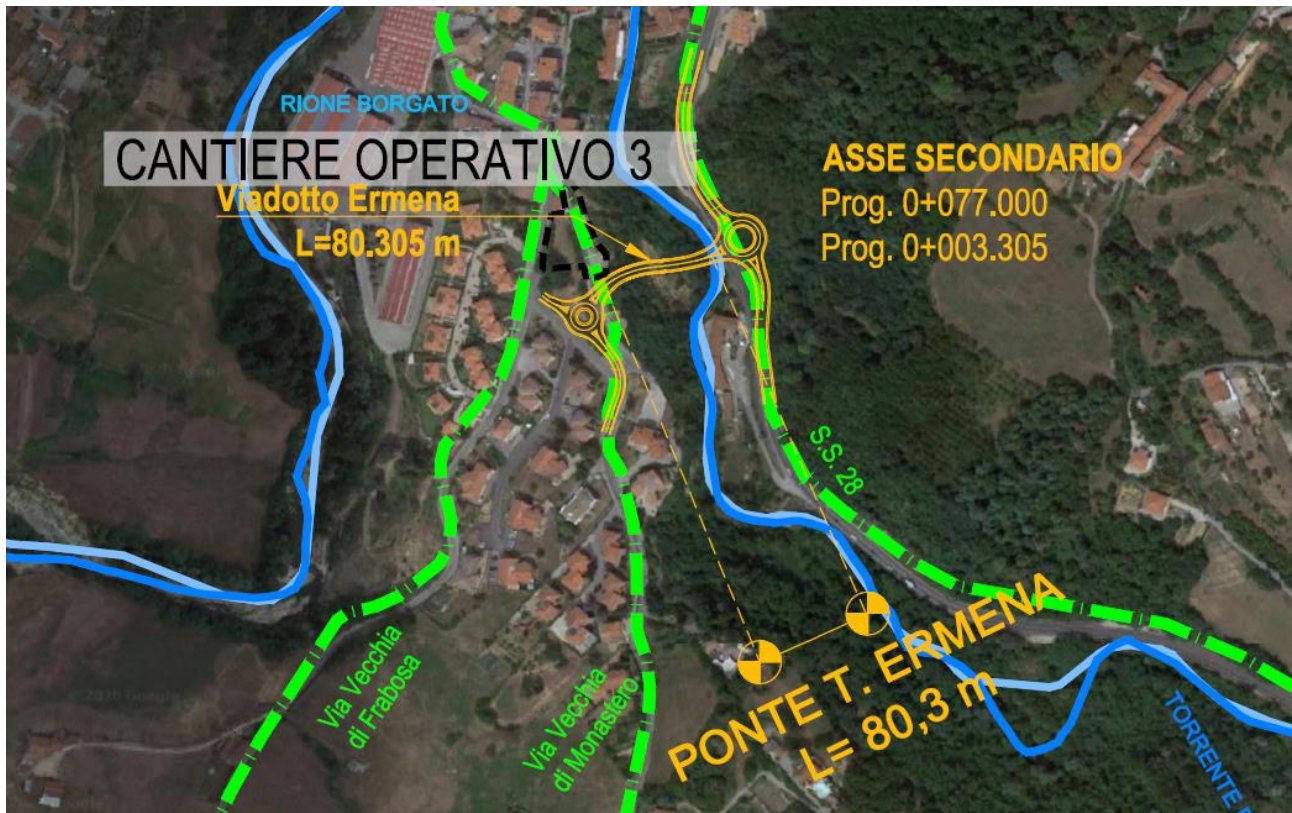 RIONE BORGATO
CANTIERE OPERATIVO 3
Viadotto Ermena
L=80.305 m
ASSE SECONDARIO
Prog. 0+077.000
Prog. 0+003.305
S.S. 28
Via Vecchia
di Frabosa
Via Vecchia
di Monastero
PONTE T. ERMENA
L= 80,3 m
TORRENTE